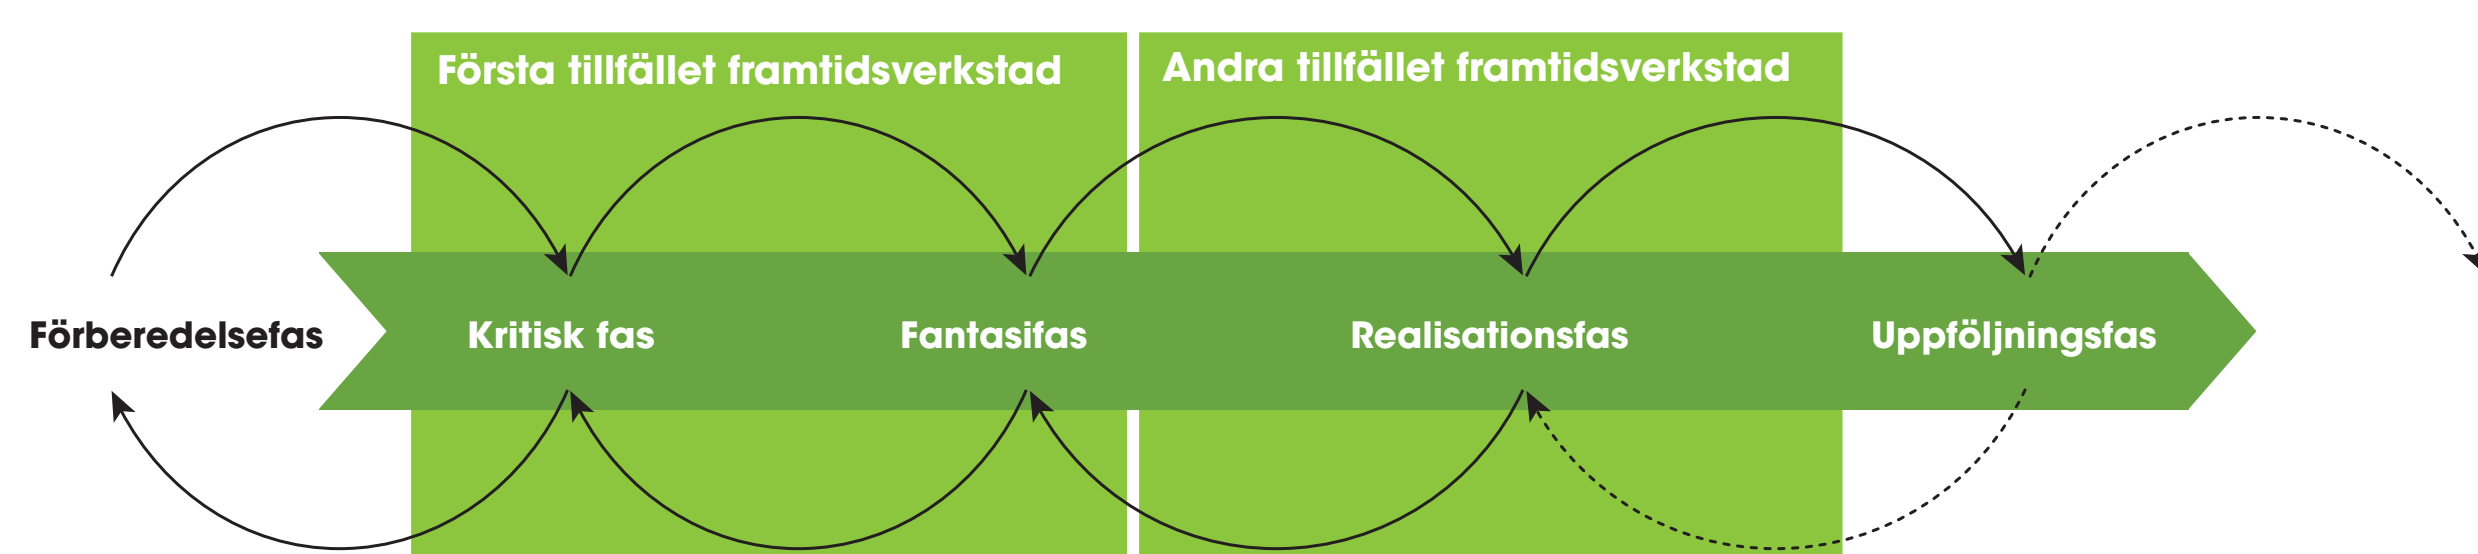 Första tillfället framtidsverkstad
Andra tillfället framtidsverkstad
Förberedelsefas
Kritisk fas
Fantasifas
Realisationsfas
Uppföljningsfas